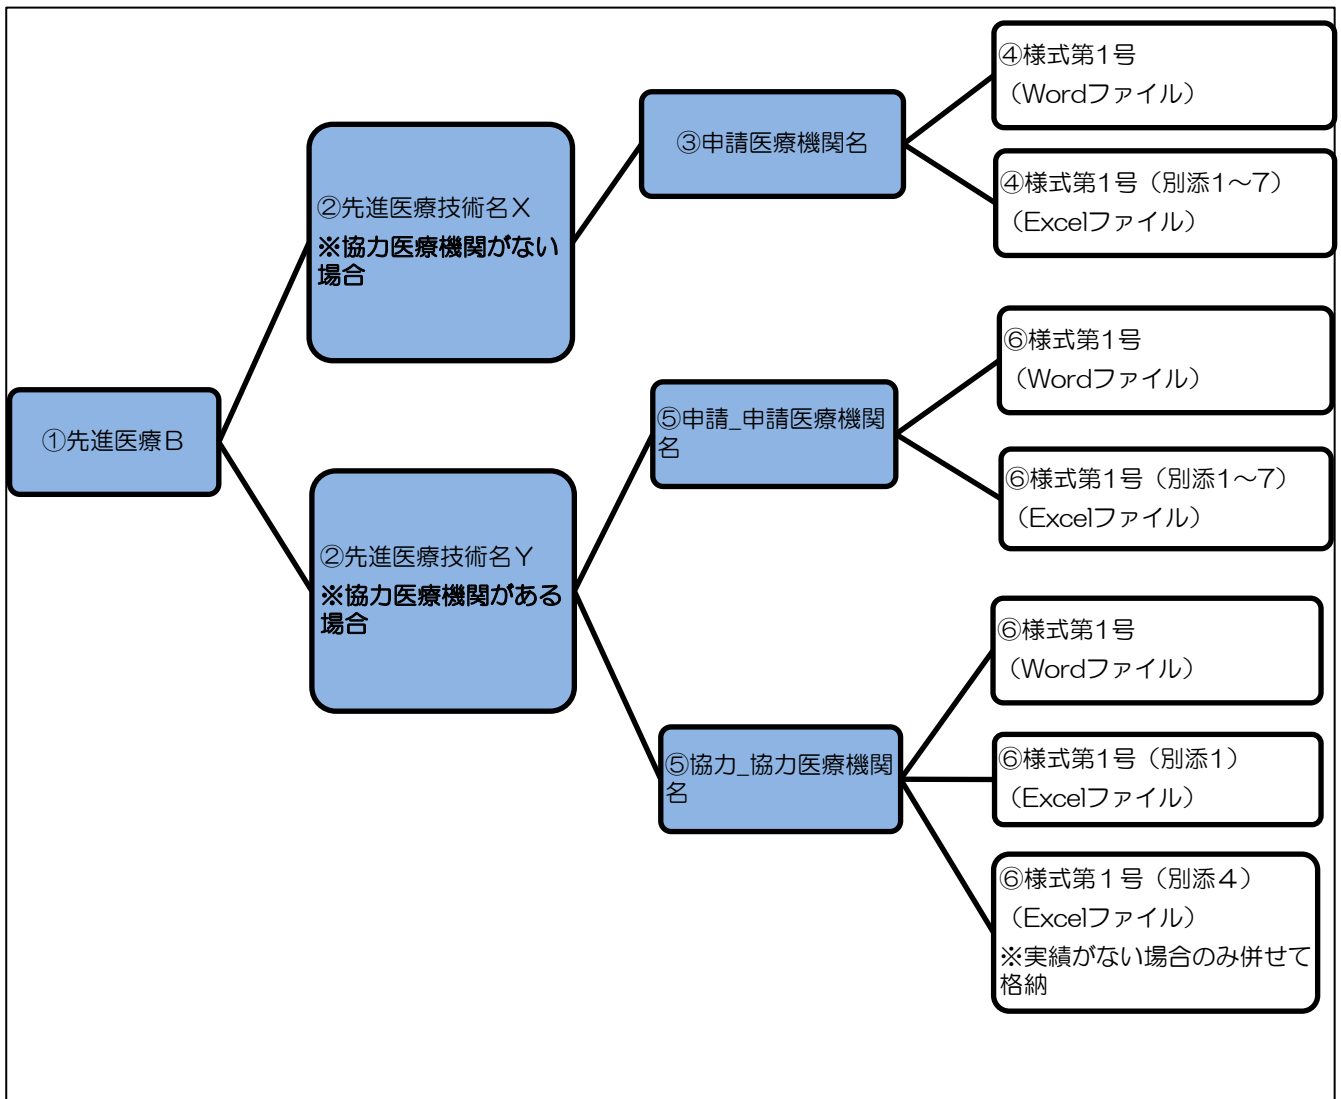 ④様式第1号
（Wordファイル）
③申請医療機関名
④様式第1号（別添1～7）
（Excelファイル）
②先進医療技術名Ｘ
※協力医療機関がない
場合
⑥様式第1号
（Wordファイル）
⑤申請_申請医療機関
名
①先進医療Ｂ
⑥様式第1号（別添1～7）
（Excelファイル）
②先進医療技術名Ｙ
※協力医療機関がある
場合
⑥様式第1号
（Wordファイル）
⑤協力_協力医療機関
名
⑥様式第1号（別添1）
（Excelファイル）
⑥様式第１号（別添４）
（Excelファイル）
※実績がない場合のみ併せて
格納